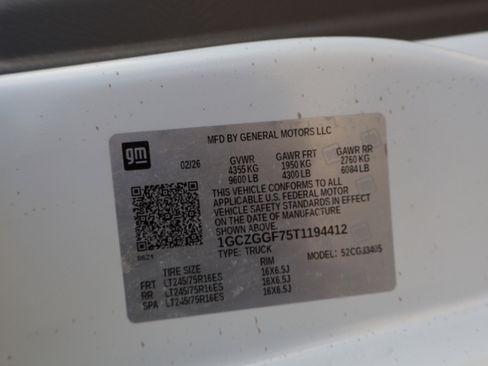 gm
MFD BY GENERAL MOTORS LLC
02/26 GVWR GAWR FRT GAWR RR
4355 KG 1950 KG 2760 KG
9600 LB 4300 LB 6084 LB
THIS VEHICLE CONFORMS TO ALL
APPLICABLE U.S. FEDERAL MOTOR
VEHICLE SAFETY STANDARDS IN EFFECT
ON THE DATE OF MANUFACTURE
SHOWN ABOVE.
1GCZGGF75T1194412
TYPE: TRUCK MODEL: 52CG33405
TIRE SIZE RIM
FRT LT245/75R16ES 16X6.5J
RR LT245/75R16ES 16X6.5J
SPA LT245/75R16ES 16X6.5J